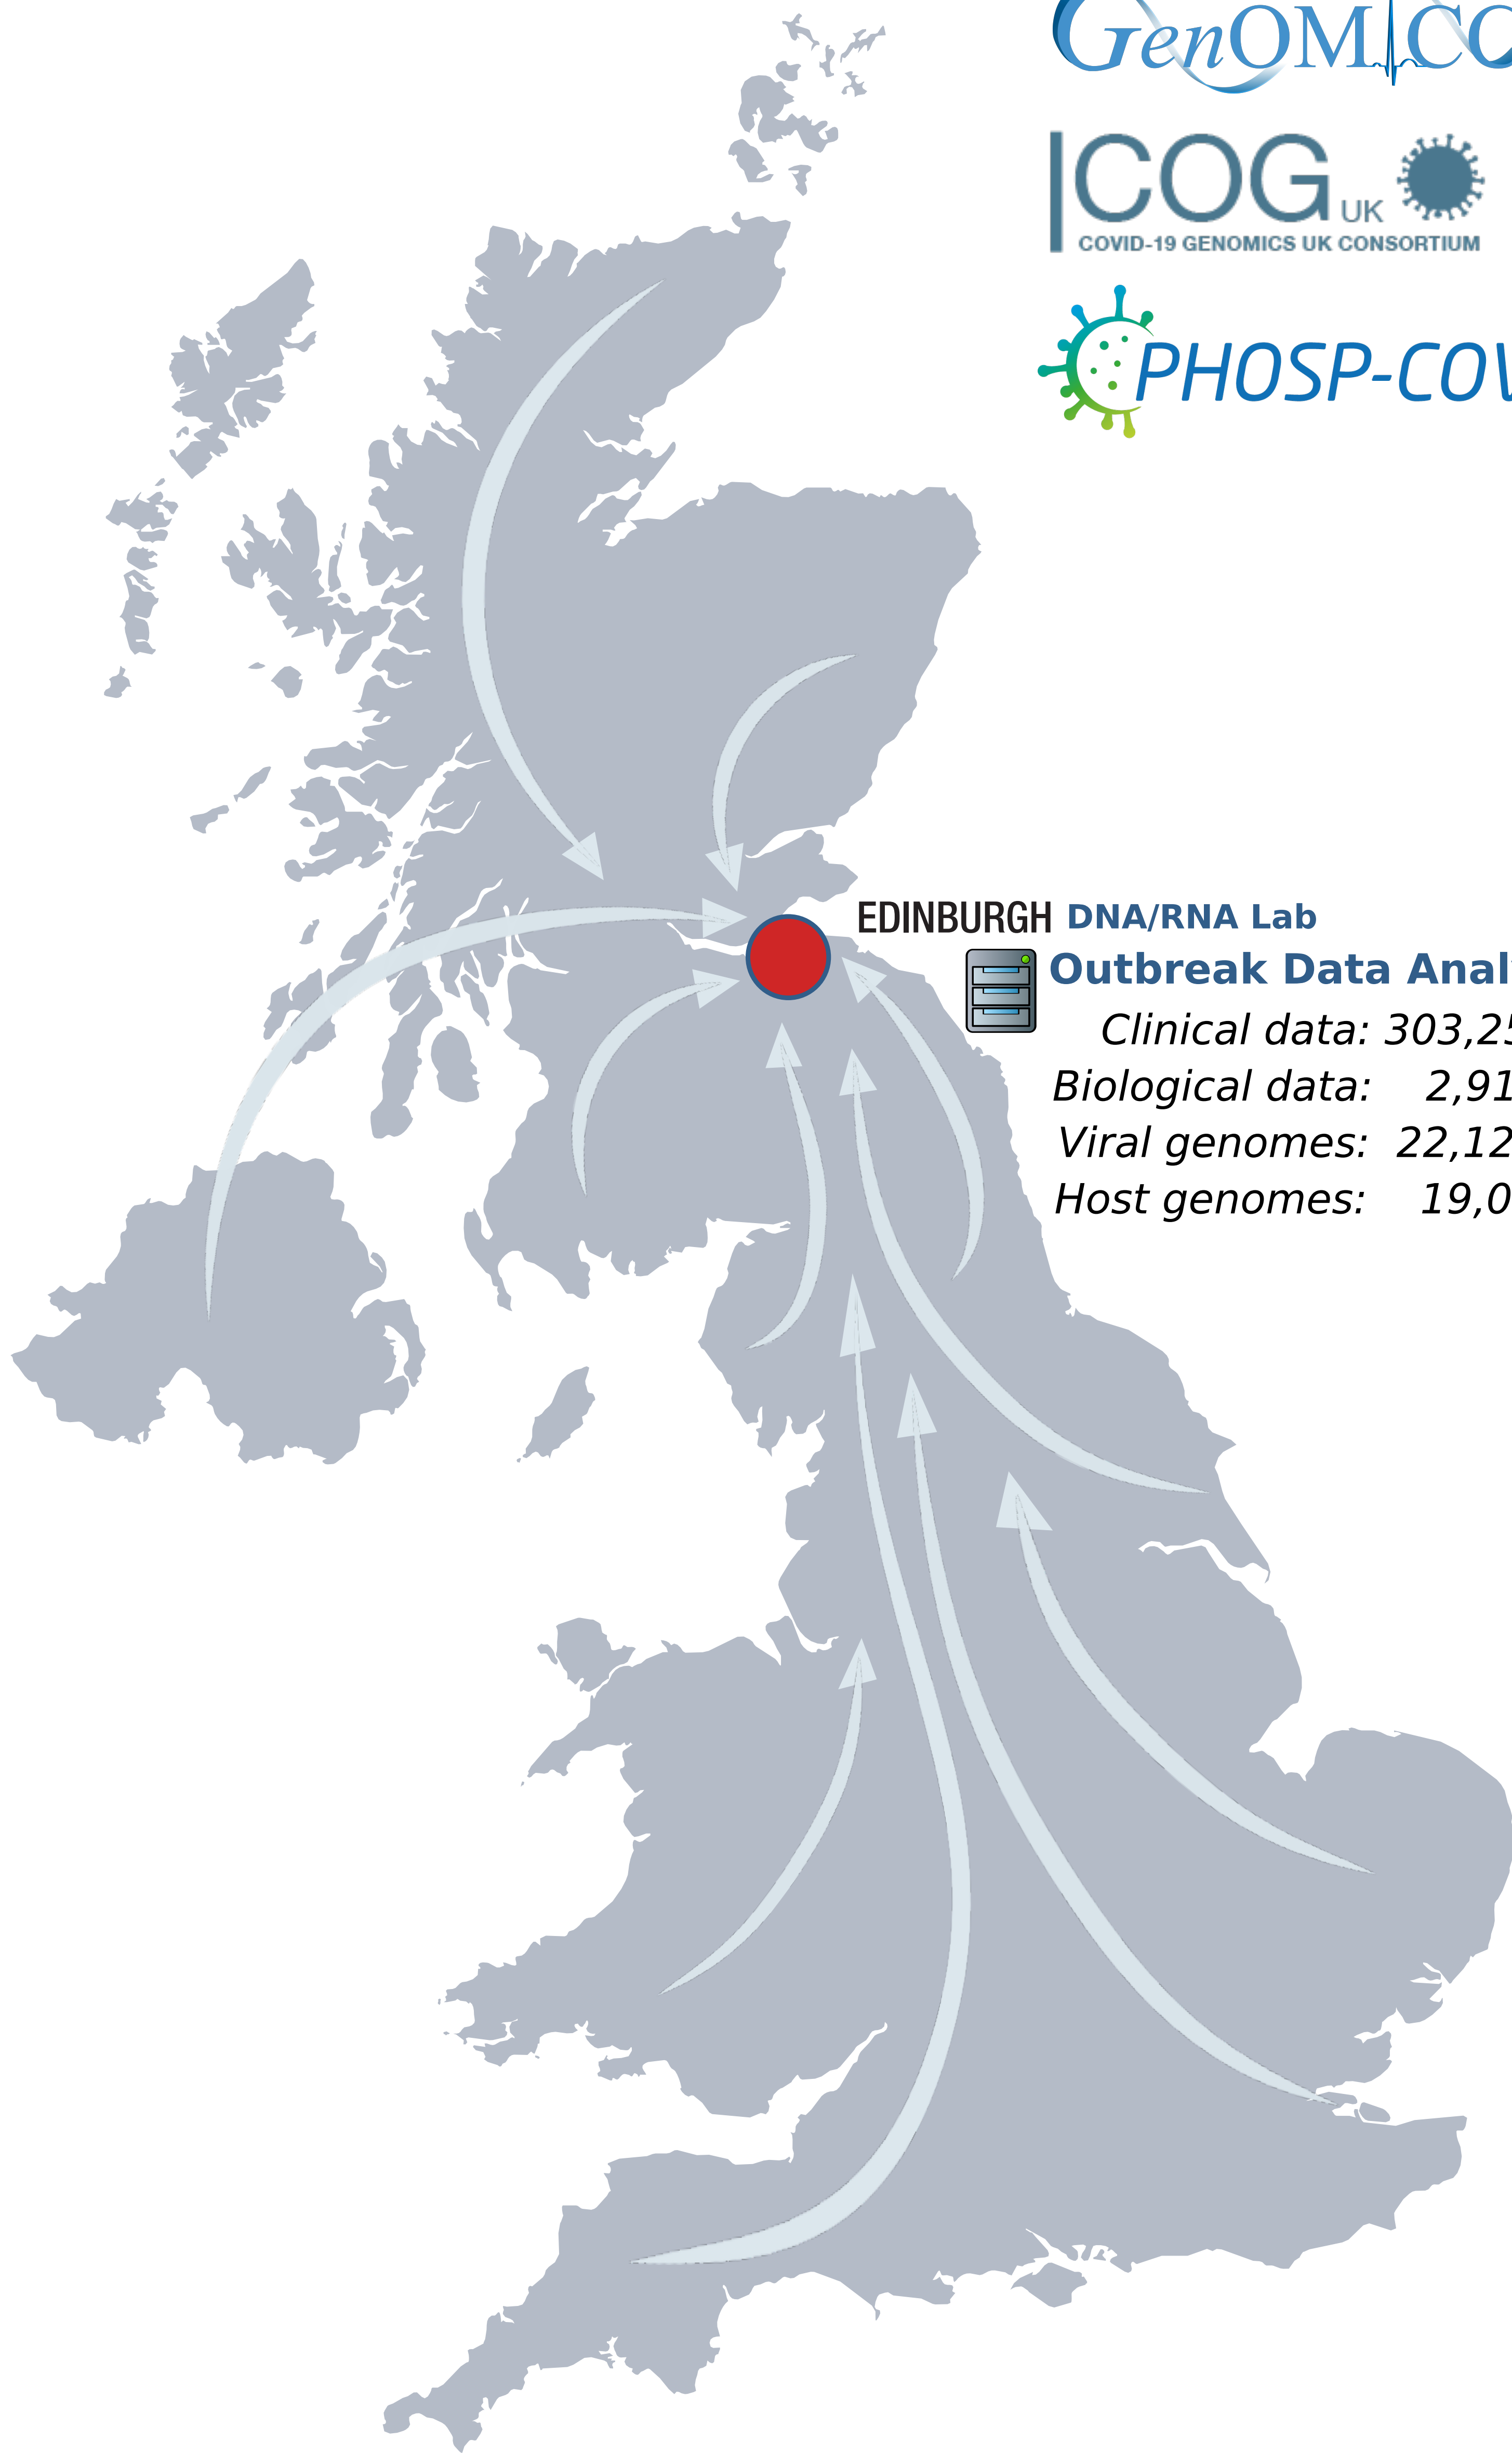 GenOMICC
COG UK
COVID-19 GENOMICS UK CONSORTIUM
PHOSP-COV
EDINBURGH DNA/RNA Lab
Outbreak Data Anal
Clinical data: 303,25
Biological data: 2,91
Viral genomes: 22,12
Host genomes: 19,0